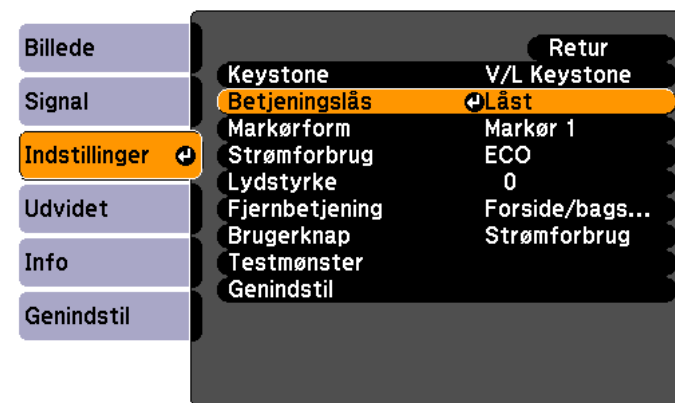 Billede
Signal
Indstillinger
Udvidet
Info
Genindstil
Retur
Keystone V/L Keystone
Betjeningslås Låst
Markørform Markør 1
Strømforbrug ECO
Lydstyrke 0
Fjernbetjening Forside/bags...
Brugerknap Strømforbrug
Testmønster
Genindstil